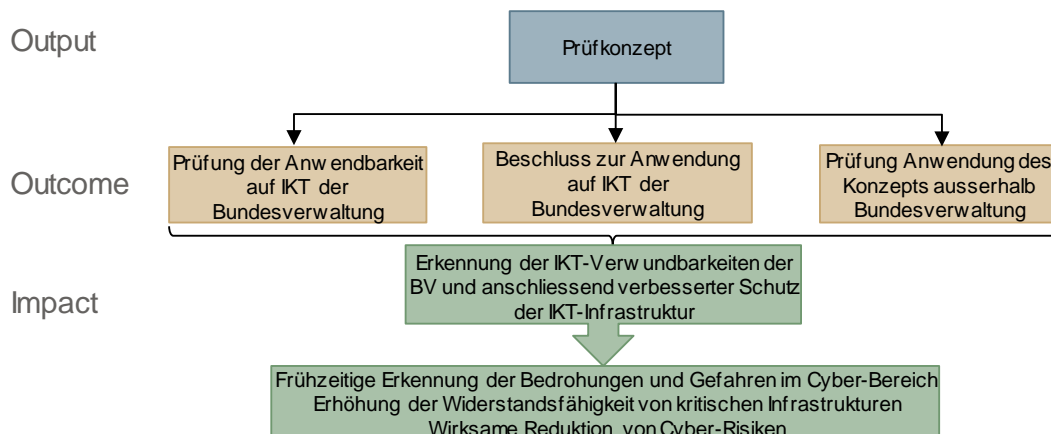 Output
Prüfkonzept
Outcome
Prüfung der Anwendbarkeit
auf IKT der
Bundesverwaltung
Beschluss zur Anwendung
auf IKT der
Bundesverwaltung
Prüfung Anwendung des
Konzepts ausserhalb
Bundesverwaltung
Impact
Erkennung der IKT-Verwundbarkeiten der
BV und anschliessend verbesserter Schutz
der IKT-Infrastruktur
Frühzeitige Erkennung der Bedrohungen und Gefahren im Cyber-Bereich
Erhöhung der Widerstandsfähigkeit von kritischen Infrastrukturen
Wirksame Reduktion von Cyber-Risiken